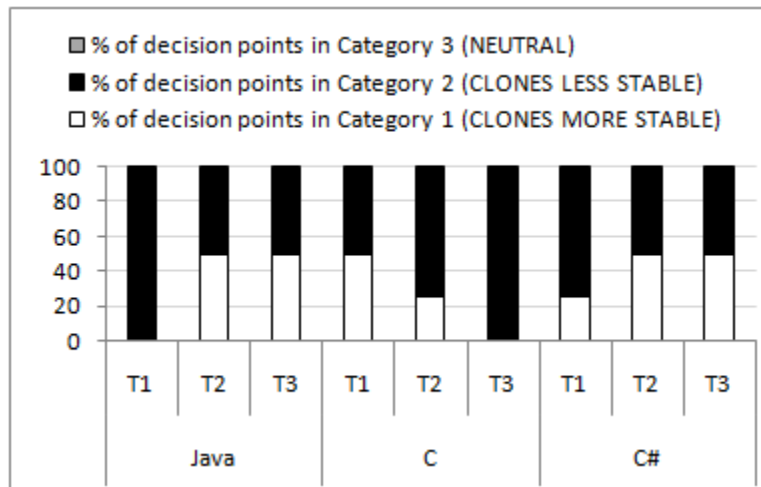 % of decision points in Category 3 (NEUTRAL)
% of decision points in Category 2 (CLONES LESS STABLE)
% of decision points in Category 1 (CLONES MORE STABLE)
100
80
60
40
20
0
T1 T2 T3 T1 T2 T3 T1 T2 T3
Java C C#